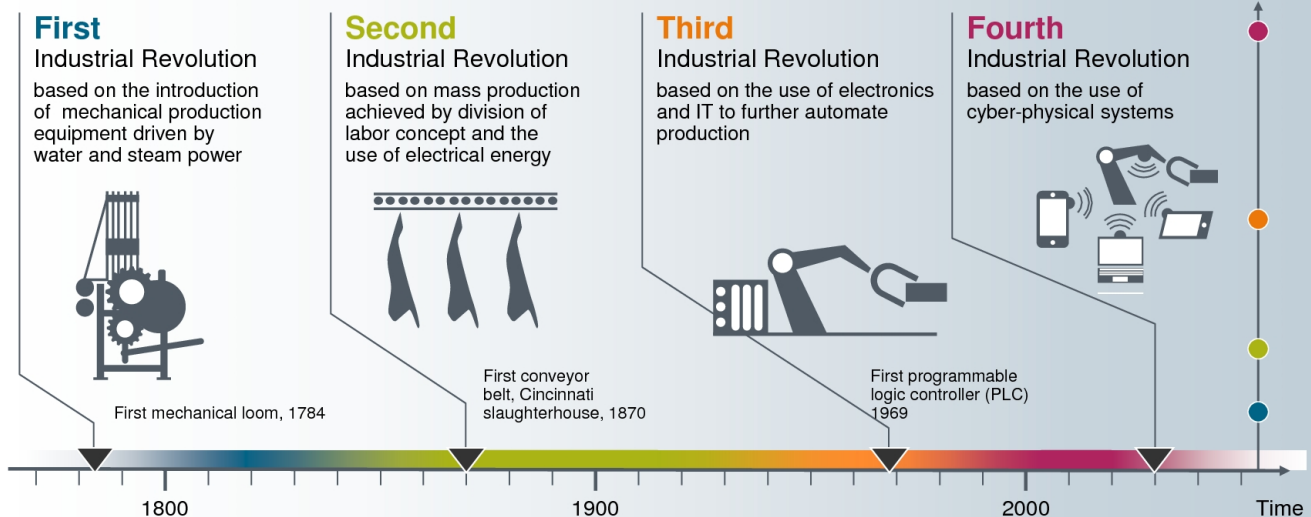 First
Industrial Revolution
based on the introduction
of mechanical production
equipment driven by
water and steam power
First mechanical loom, 1784
Second
Industrial Revolution
based on mass production
achieved by division of
labor concept and the
use of electrical energy
First conveyor
belt, Cincinnati
slaughterhouse, 1870
Third
Industrial Revolution
based on the use of electronics
and IT to further automate
production
First programmable
logic controller (PLC)
1969
Fourth
Industrial Revolution
based on the use of
cyber-physical systems
1800
1900
2000
Time